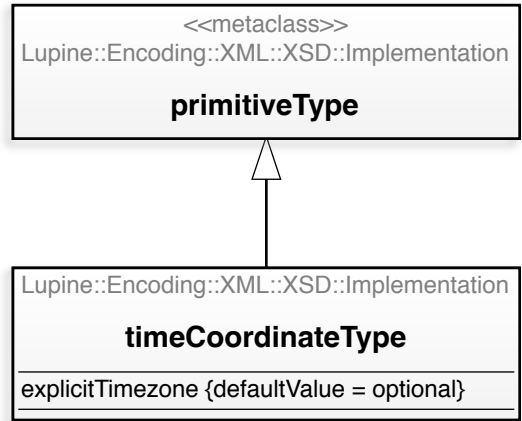 <<metaclass>>
Lupine::Encoding::XML::XSD::Implementation
primitiveType
Lupine::Encoding::XML::XSD::Implementation
timeCoordinateType
explicitTimezone {defaultValue = optional}